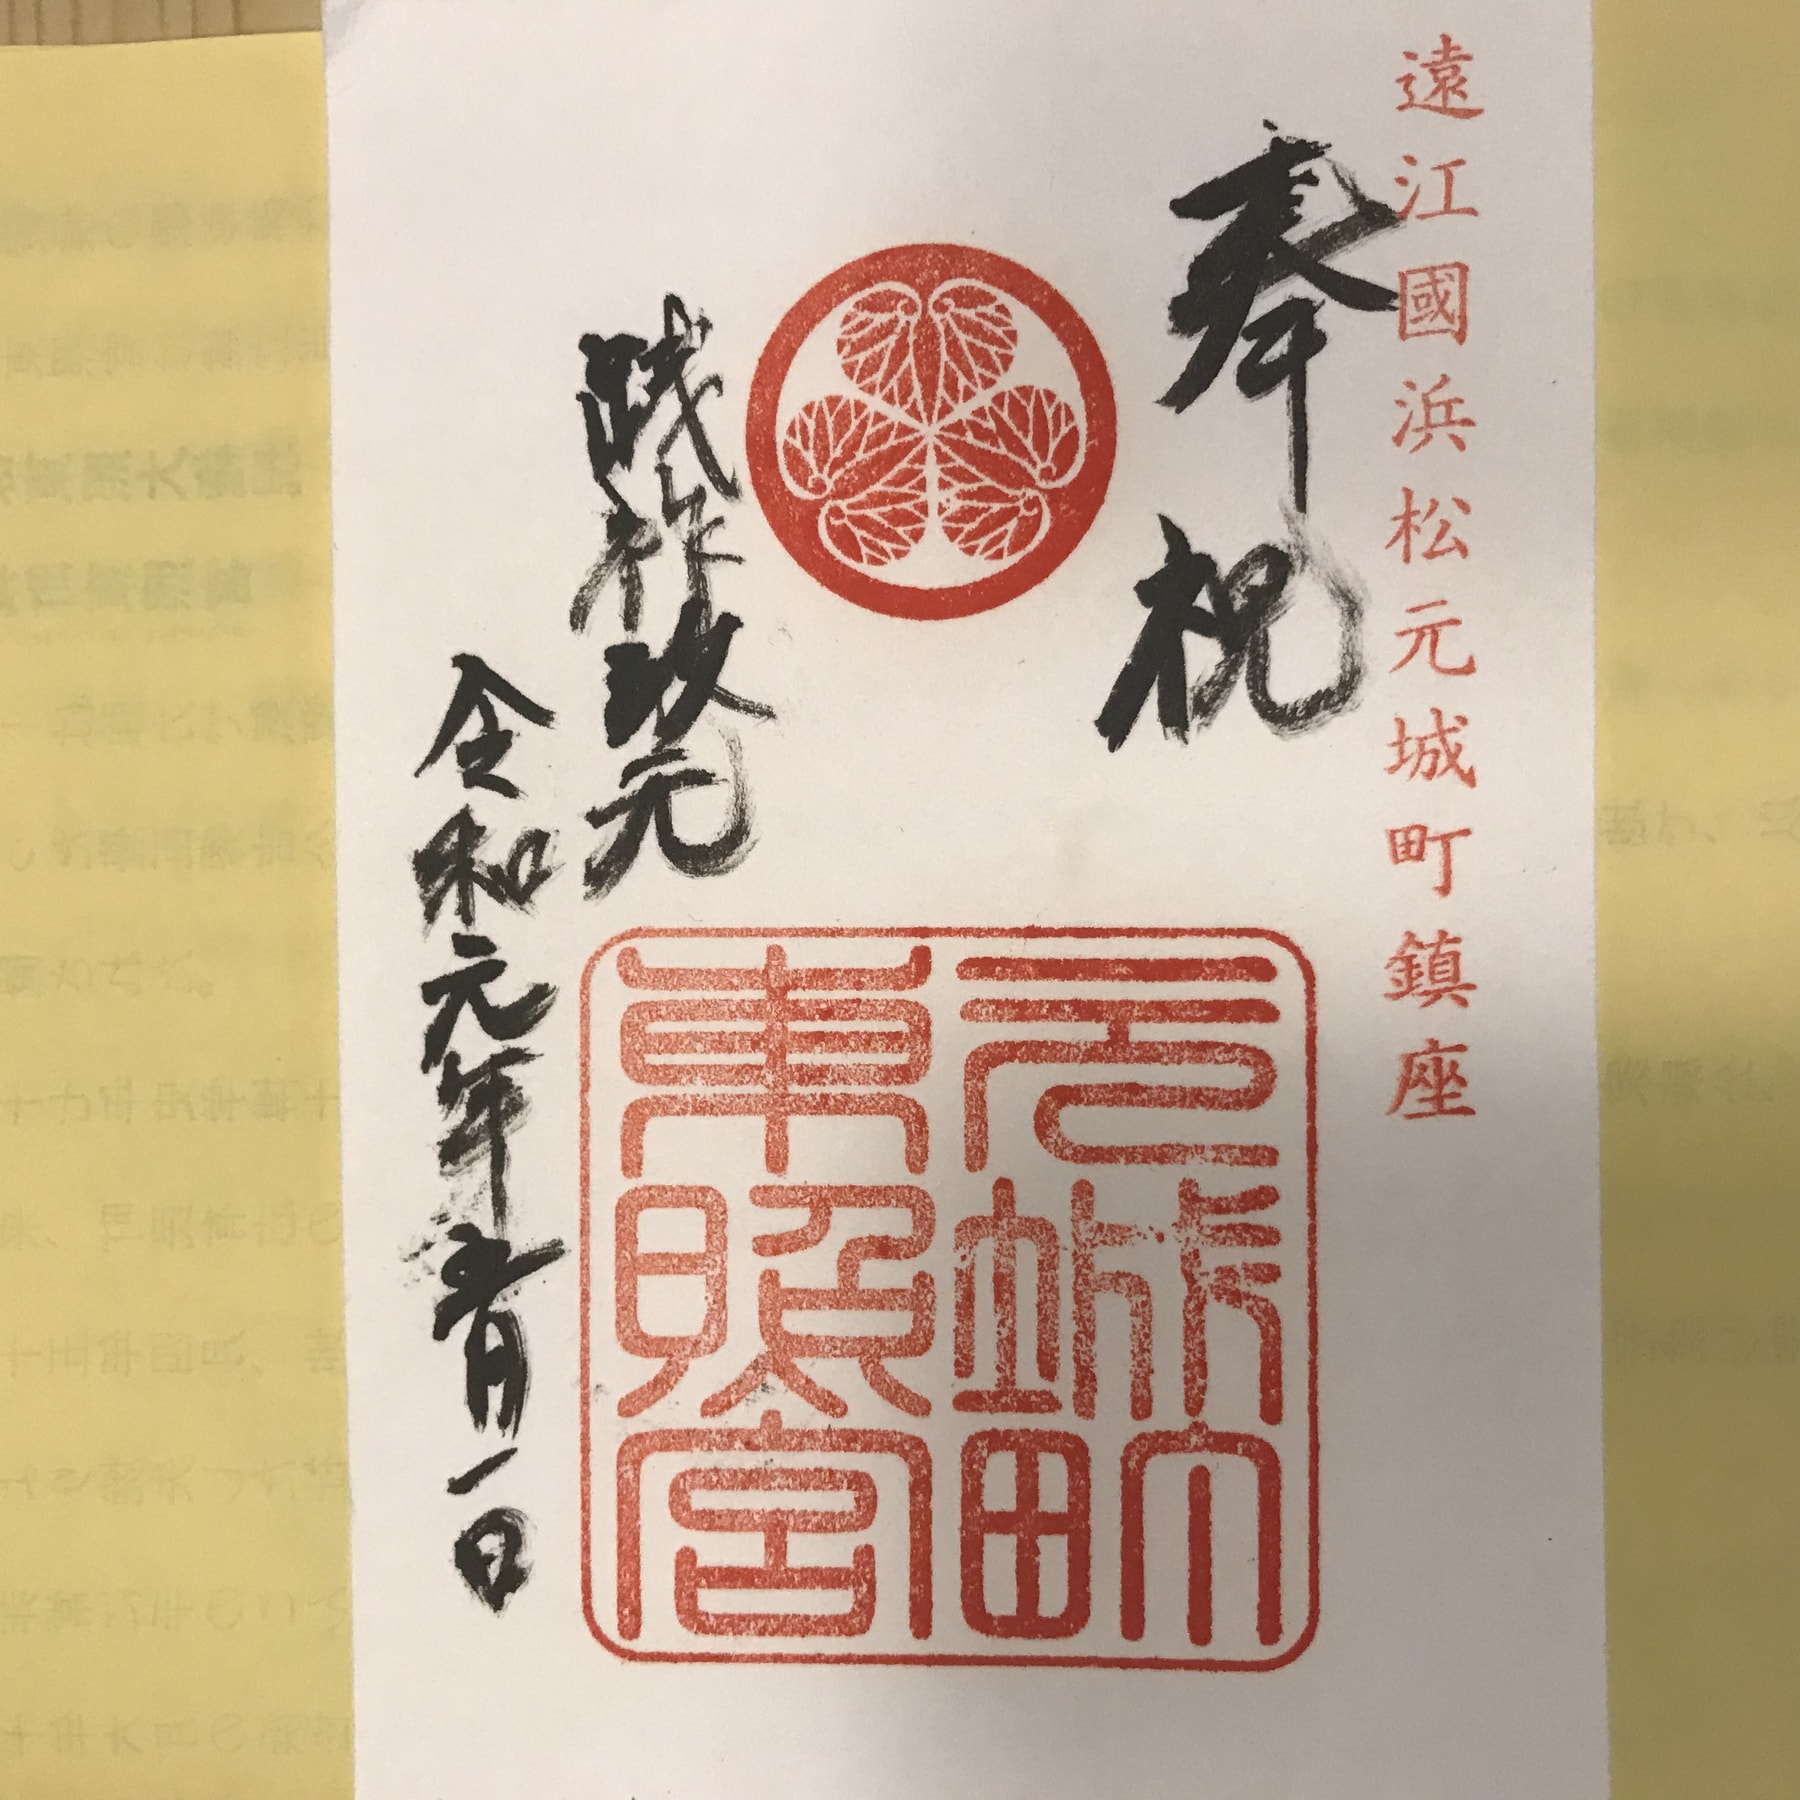 遠江國浜松元城町鎮座
奉祝
践祚改元
令和元年五月一日
元城町
東照宮